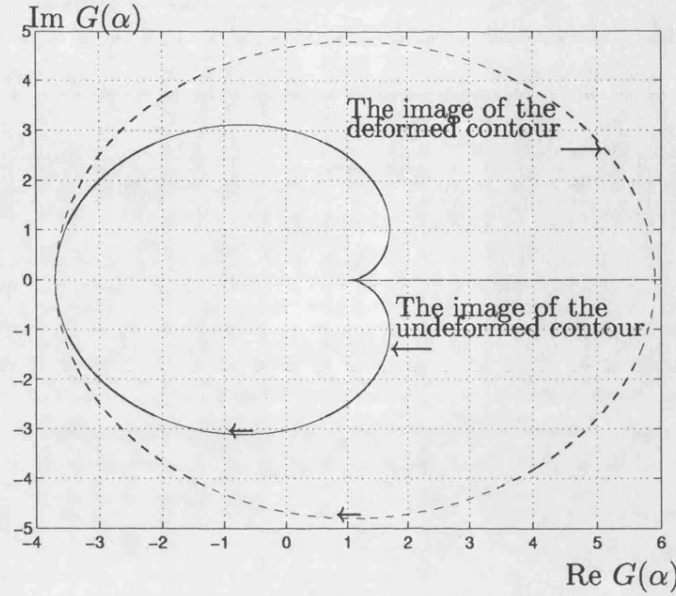 Im G(α)
5
4
3
2
1
0
−1
−2
−3
−4
−5
The image of the
deformed contour
The image of the
undeformed contour
−4 −3 −2 −1 0 1 2 3 4 5 6
Re G(α)